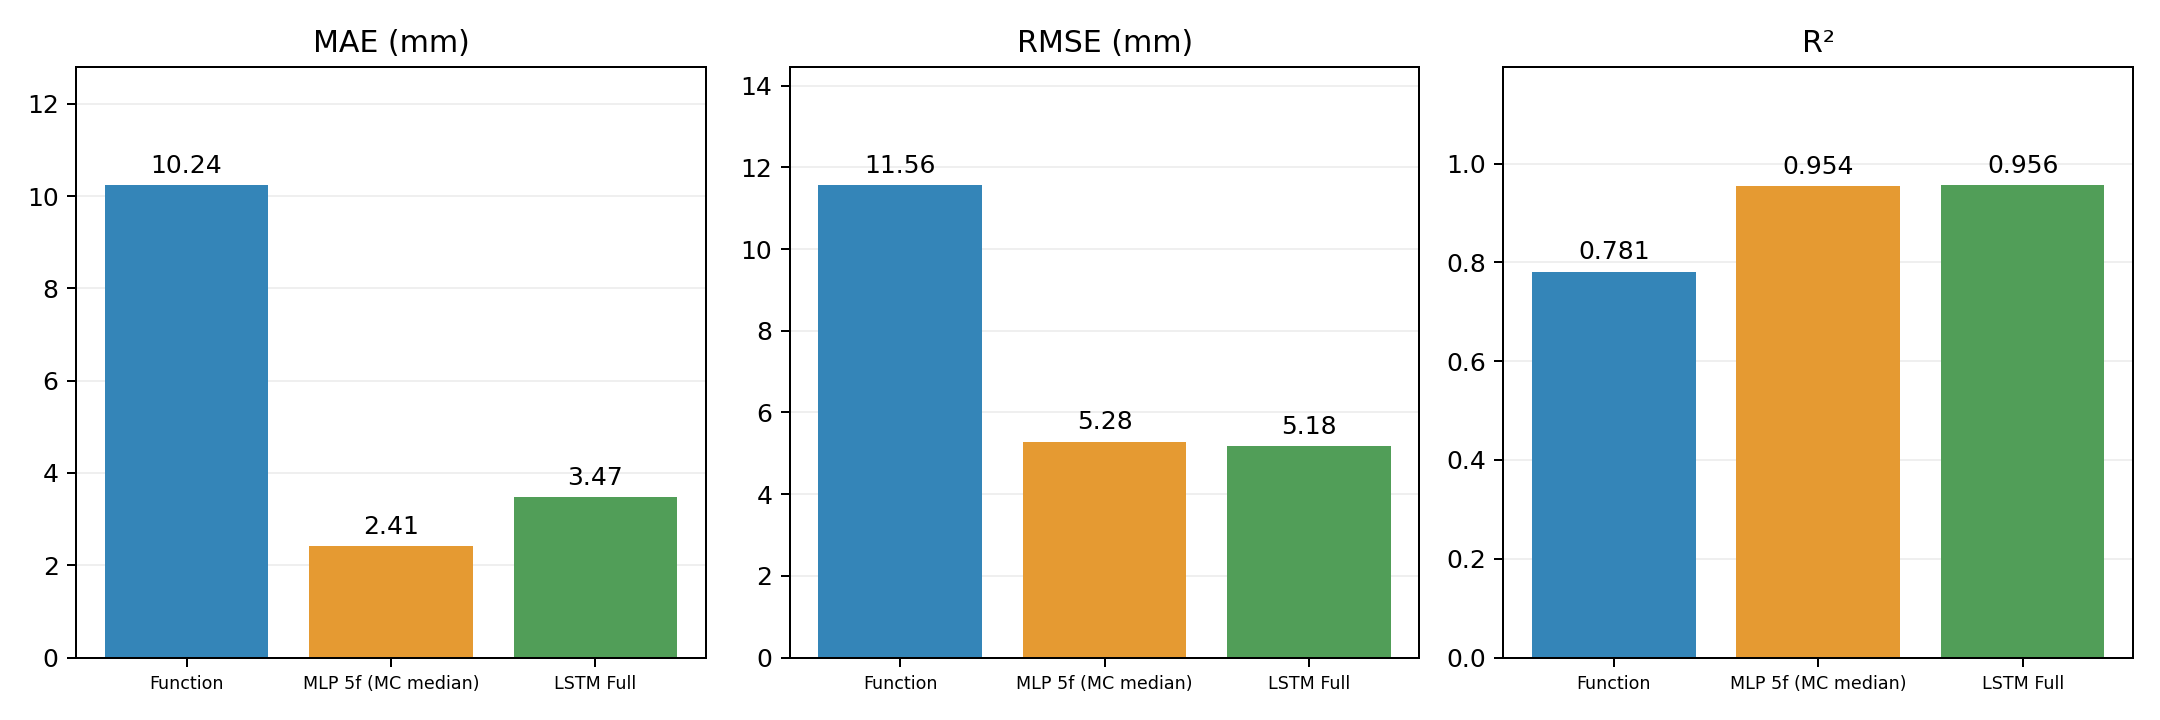 MAE (mm)
12
10
8
6
4
2
0
10.24
2.41
3.47
Function
MLP 5f (MC median)
LSTM Full
RMSE (mm)
14
12
10
8
6
4
2
0
11.56
5.28
5.18
Function
MLP 5f (MC median)
LSTM Full
R²
1.0
0.8
0.6
0.4
0.2
0.0
0.781
0.954
0.956
Function
MLP 5f (MC median)
LSTM Full